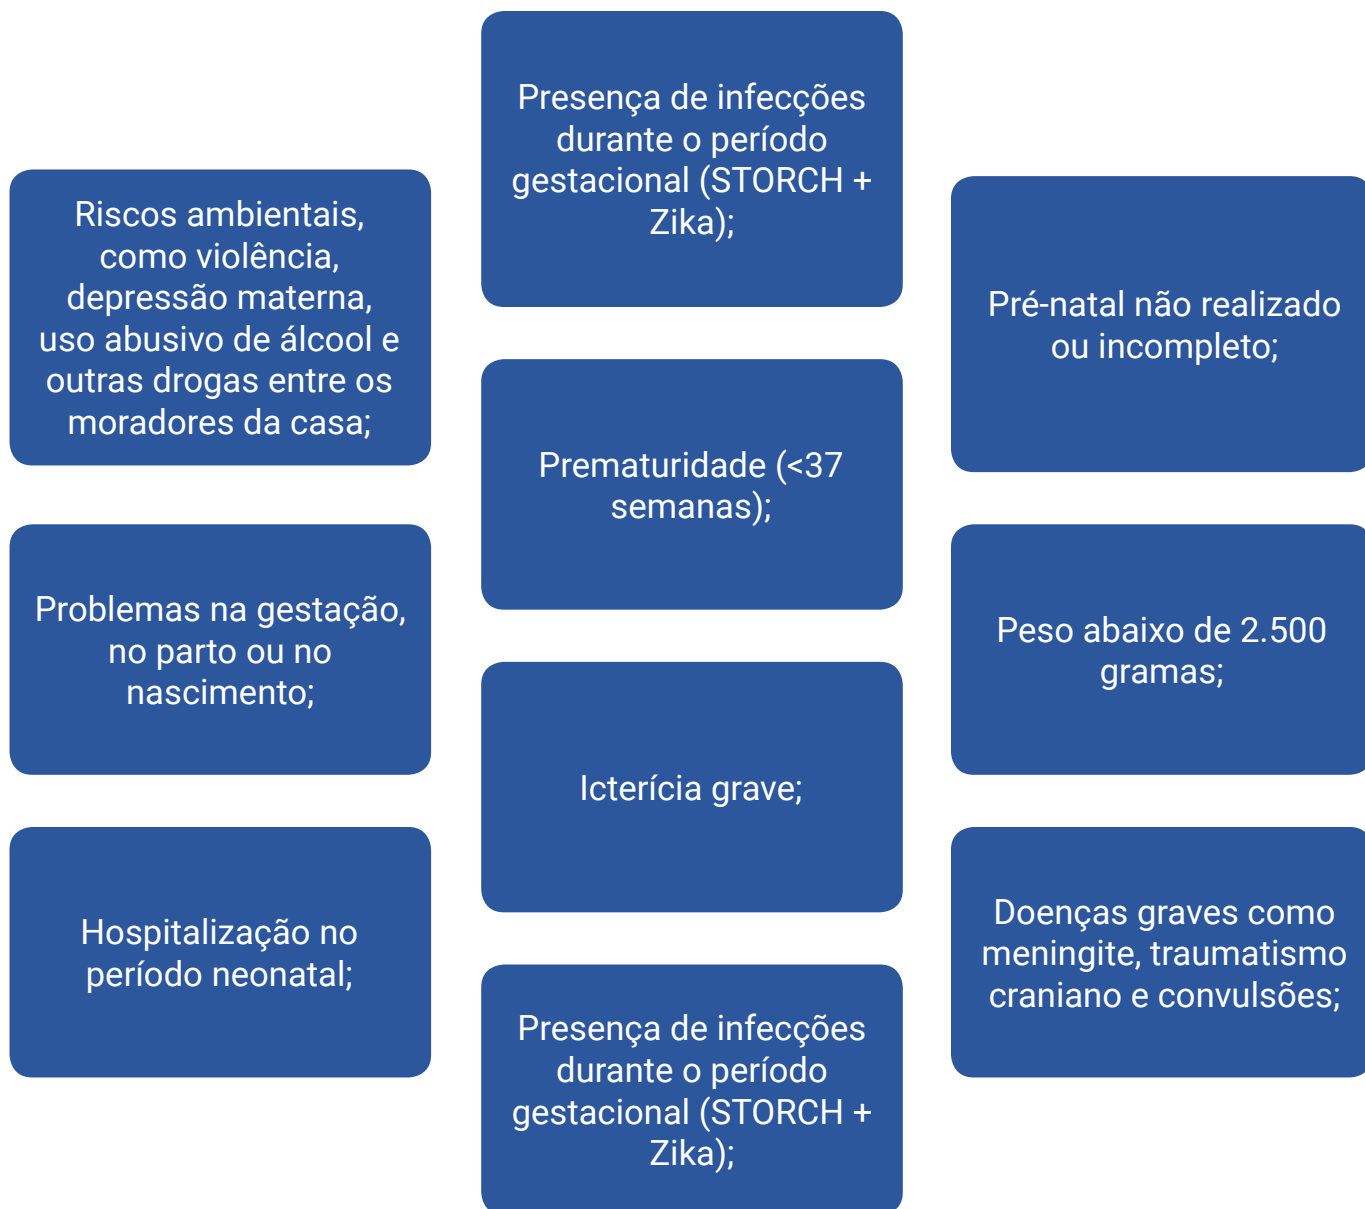 Riscos ambientais,
como violência,
depressão materna,
uso abusivo de álcool e
outras drogas entre os
moradores da casa;
Problemas na gestação,
no parto ou no
nascimento;
Hospitalização no
período neonatal;
Presença de infecções
durante o período
gestacional (STORCH +
Zika);
Prematuridade (<37
semanas);
Icterícia grave;
Presença de infecções
durante o período
gestacional (STORCH +
Zika);
Pré-natal não realizado
ou incompleto;
Peso abaixo de 2.500
gramas;
Doenças graves como
meningite, traumatismo
craniano e convulsões;